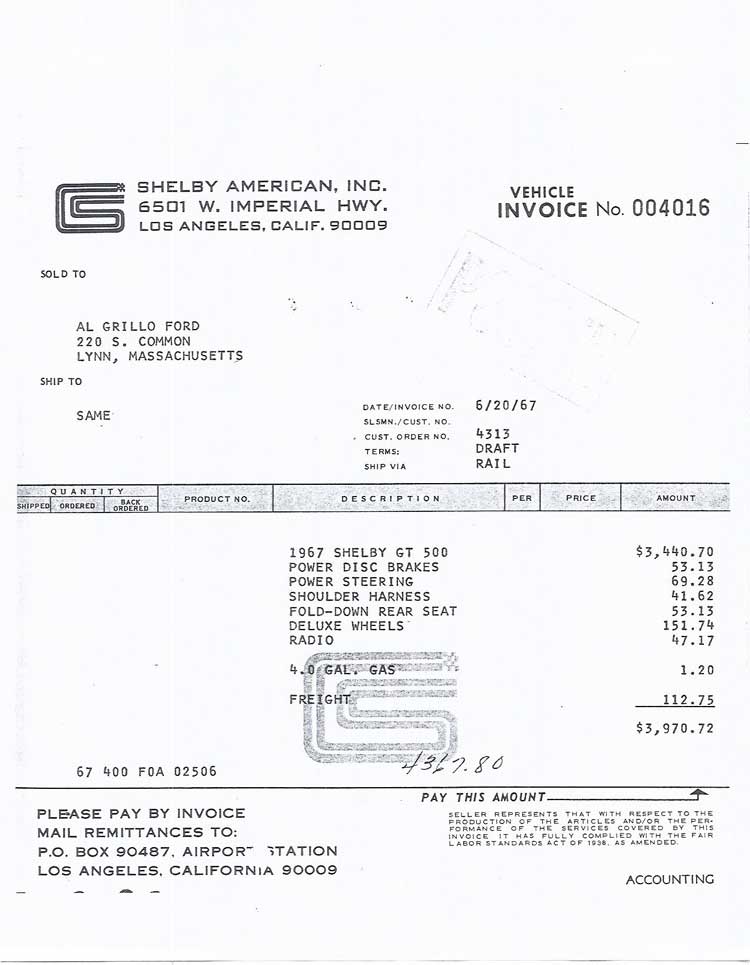 SHELBY AMERICAN, INC.
6501 W. IMPERIAL HWY.
LOS ANGELES, CALIF. 90009
VEHICLE
INVOICE No. 004016
SOLD TO
AL GRILLO FORD
220 S. COMMON
LYNN, MASSACHUSETTS
SHIP TO
SAME
DATE/INVOICE NO. 6/20/67
SLSMN./CUST. NO.
CUST. ORDER NO. 4313
TERMS: DRAFT
SHIP VIA RAIL
QUANTITY
SHIPPED ORDERED BACK ORDERED PRODUCT NO. DESCRIPTION PER PRICE AMOUNT
1967 SHELBY GT 500 $3,440.70
POWER DISC BRAKES 53.13
POWER STEERING 69.28
SHOULDER HARNESS 41.62
FOLD-DOWN REAR SEAT 53.13
DELUXE WHEELS 151.74
RADIO 47.17
4.0 GAL. GAS 1.20
FREIGHT 112.75
$3,970.72
4367.80
67 400 F0A 02506
PAY THIS AMOUNT
PLEASE PAY BY INVOICE
MAIL REMITTANCES TO:
P.O. BOX 90487, AIRPORT STATION
LOS ANGELES, CALIFORNIA 90009
SELLER REPRESENTS THAT WITH RESPECT TO THE
PRODUCTION OF THE ARTICLES AND/OR THE PER-
FORMANCE OF THE SERVICES COVERED BY THIS
INVOICE IT HAS FULLY COMPLIED WITH THE FAIR
LABOR STANDARDS ACT OF 1938, AS AMENDED.
ACCOUNTING